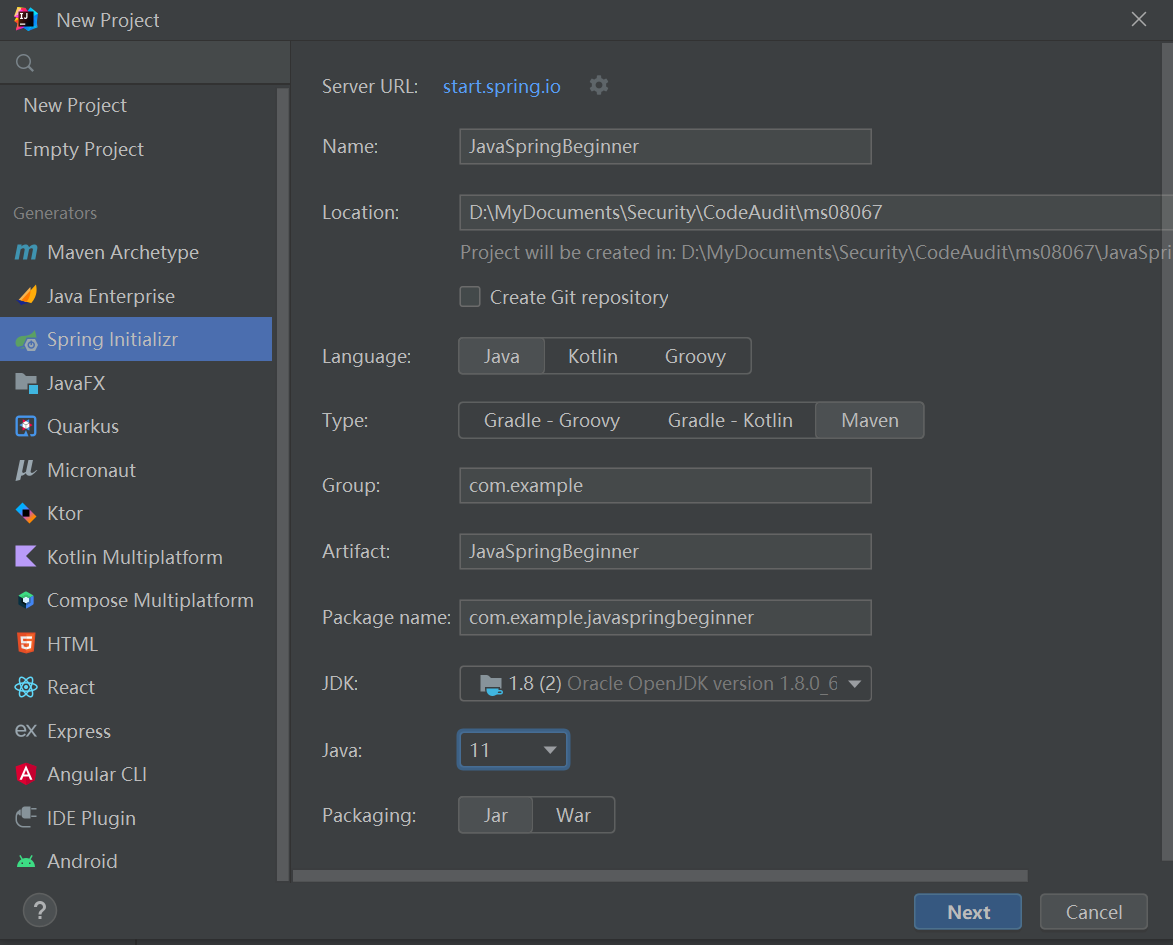 New Project
New Project
Empty Project
Generators
Maven Archetype
Java Enterprise
Spring Initializr
JavaFX
Quarkus
Micronaut
Ktor
Kotlin Multiplatform
Compose Multiplatform
HTML
React
Express
Angular CLI
IDE Plugin
Android
?
Server URL: start.spring.io
Name: JavaSpringBeginner
Location: D:\MyDocuments\Security\CodeAudit\ms08067
Project will be created in: D:\MyDocuments\Security\CodeAudit\ms08067\JavaSpri
Create Git repository
Language: Java Kotlin Groovy
Type: Gradle - Groovy Gradle - Kotlin Maven
Group: com.example
Artifact: JavaSpringBeginner
Package name: com.example.javaspringbeginner
JDK: 1.8 (2) Oracle OpenJDK version 1.8.0_6
Java: 11
Packaging: Jar War
Next Cancel